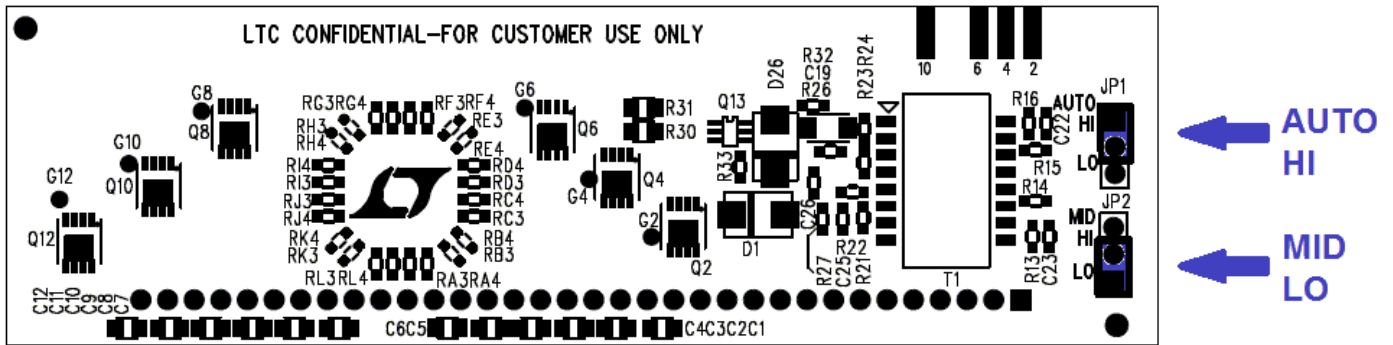 LTC CONFIDENTIAL-FOR CUSTOMER USE ONLY
10 6 4 2
JP1
AUTO
HI
LO
AUTO
HI
JP2
MID
HI
LO
MID
LO
G12
Q12
G10
Q10
G8
Q8
RG3RG4
RF3RF4
RH3
RH4
RE3
RE4
RI4
RI3
RJ3
RJ4
RD4
RD3
RC4
RC3
RK4
RK3
RB4
RB3
RL3RL4
RA3RA4
G6
Q6
G4
Q4
G2
Q2
R31
R30
Q13
D26
R33
D1
R32
C19
R26
R23R24
C26
R27
C25
R22
R21
T1
R16
C22
R15
R14
R13
C23
C12
C11
C10
C9
C8
C7
C6C5
C4C3C2C1